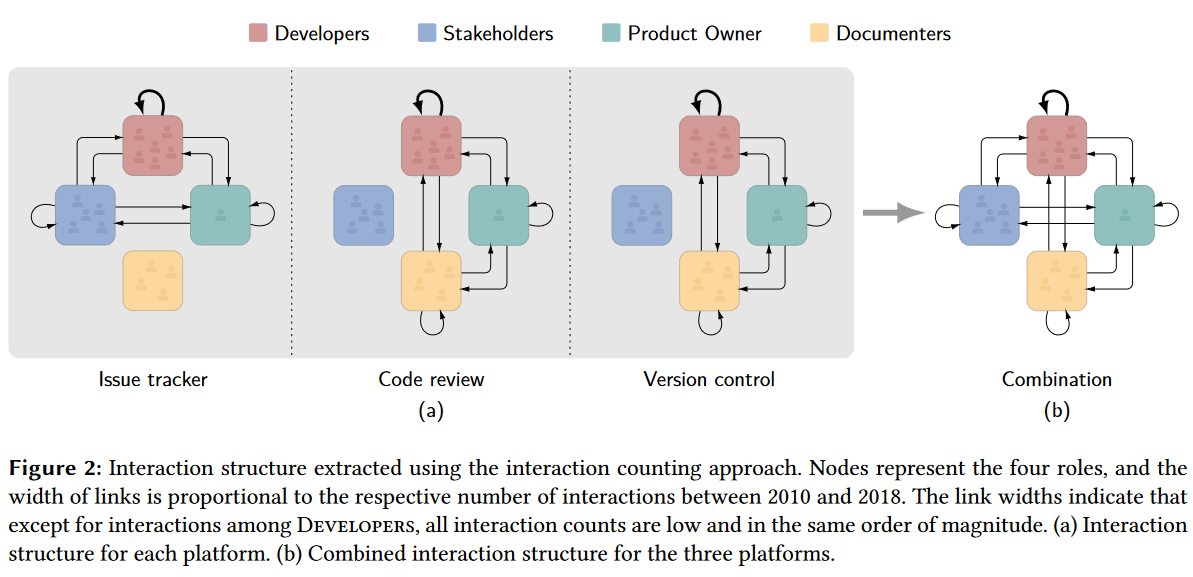 Developers Stakeholders Product Owner Documenters
Issue tracker Code review Version control Combination
(a) (b)
Figure 2: Interaction structure extracted using the interaction counting approach. Nodes represent the four roles, and the
width of links is proportional to the respective number of interactions between 2010 and 2018. The link widths indicate that
except for interactions among Developers, all interaction counts are low and in the same order of magnitude. (a) Interaction
structure for each platform. (b) Combined interaction structure for the three platforms.